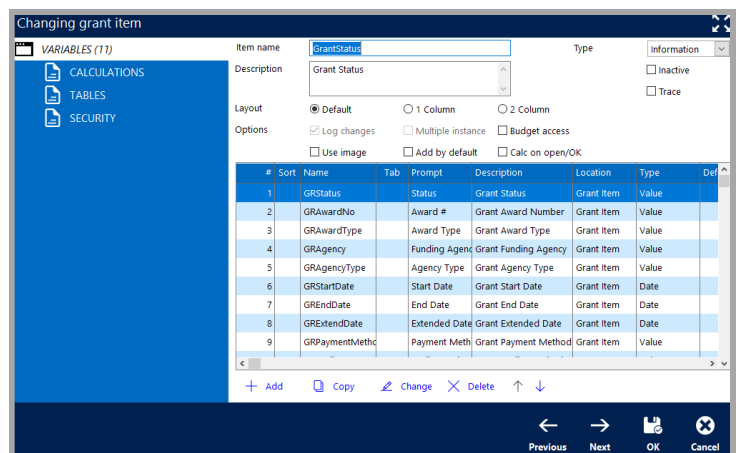 Changing grant item
VARIABLES (11)
CALCULATIONS
TABLES
SECURITY
Item name GrantStatus Type Information
Description Grant Status Inactive
Trace
Layout Default 1 Column 2 Column
Options Log changes Multiple instance Budget access
Use image Add by default Calc on open/OK
# Sort Name Tab Prompt Description Location Type Def
1 GRStatus Status Grant Status Grant Item Value
2 GRAwardNo Award # Grant Award Number Grant Item Value
3 GRAwardType Award Type Grant Award Type Grant Item Value
4 GRAgency Funding Agenc Grant Funding Agency Grant Item Value
5 GRAgencyType Agency Type Grant Agency Type Grant Item Value
6 GRStartDate Start Date Grant Start Date Grant Item Date
7 GREndDate End Date Grant End Date Grant Item Date
8 GRExtendDate Extended Date Grant Extended Date Grant Item Date
9 GRPaymentMethc Payment Meth Grant Payment Method Grant Item Value
Add Copy Change Delete
Previous Next OK Cancel